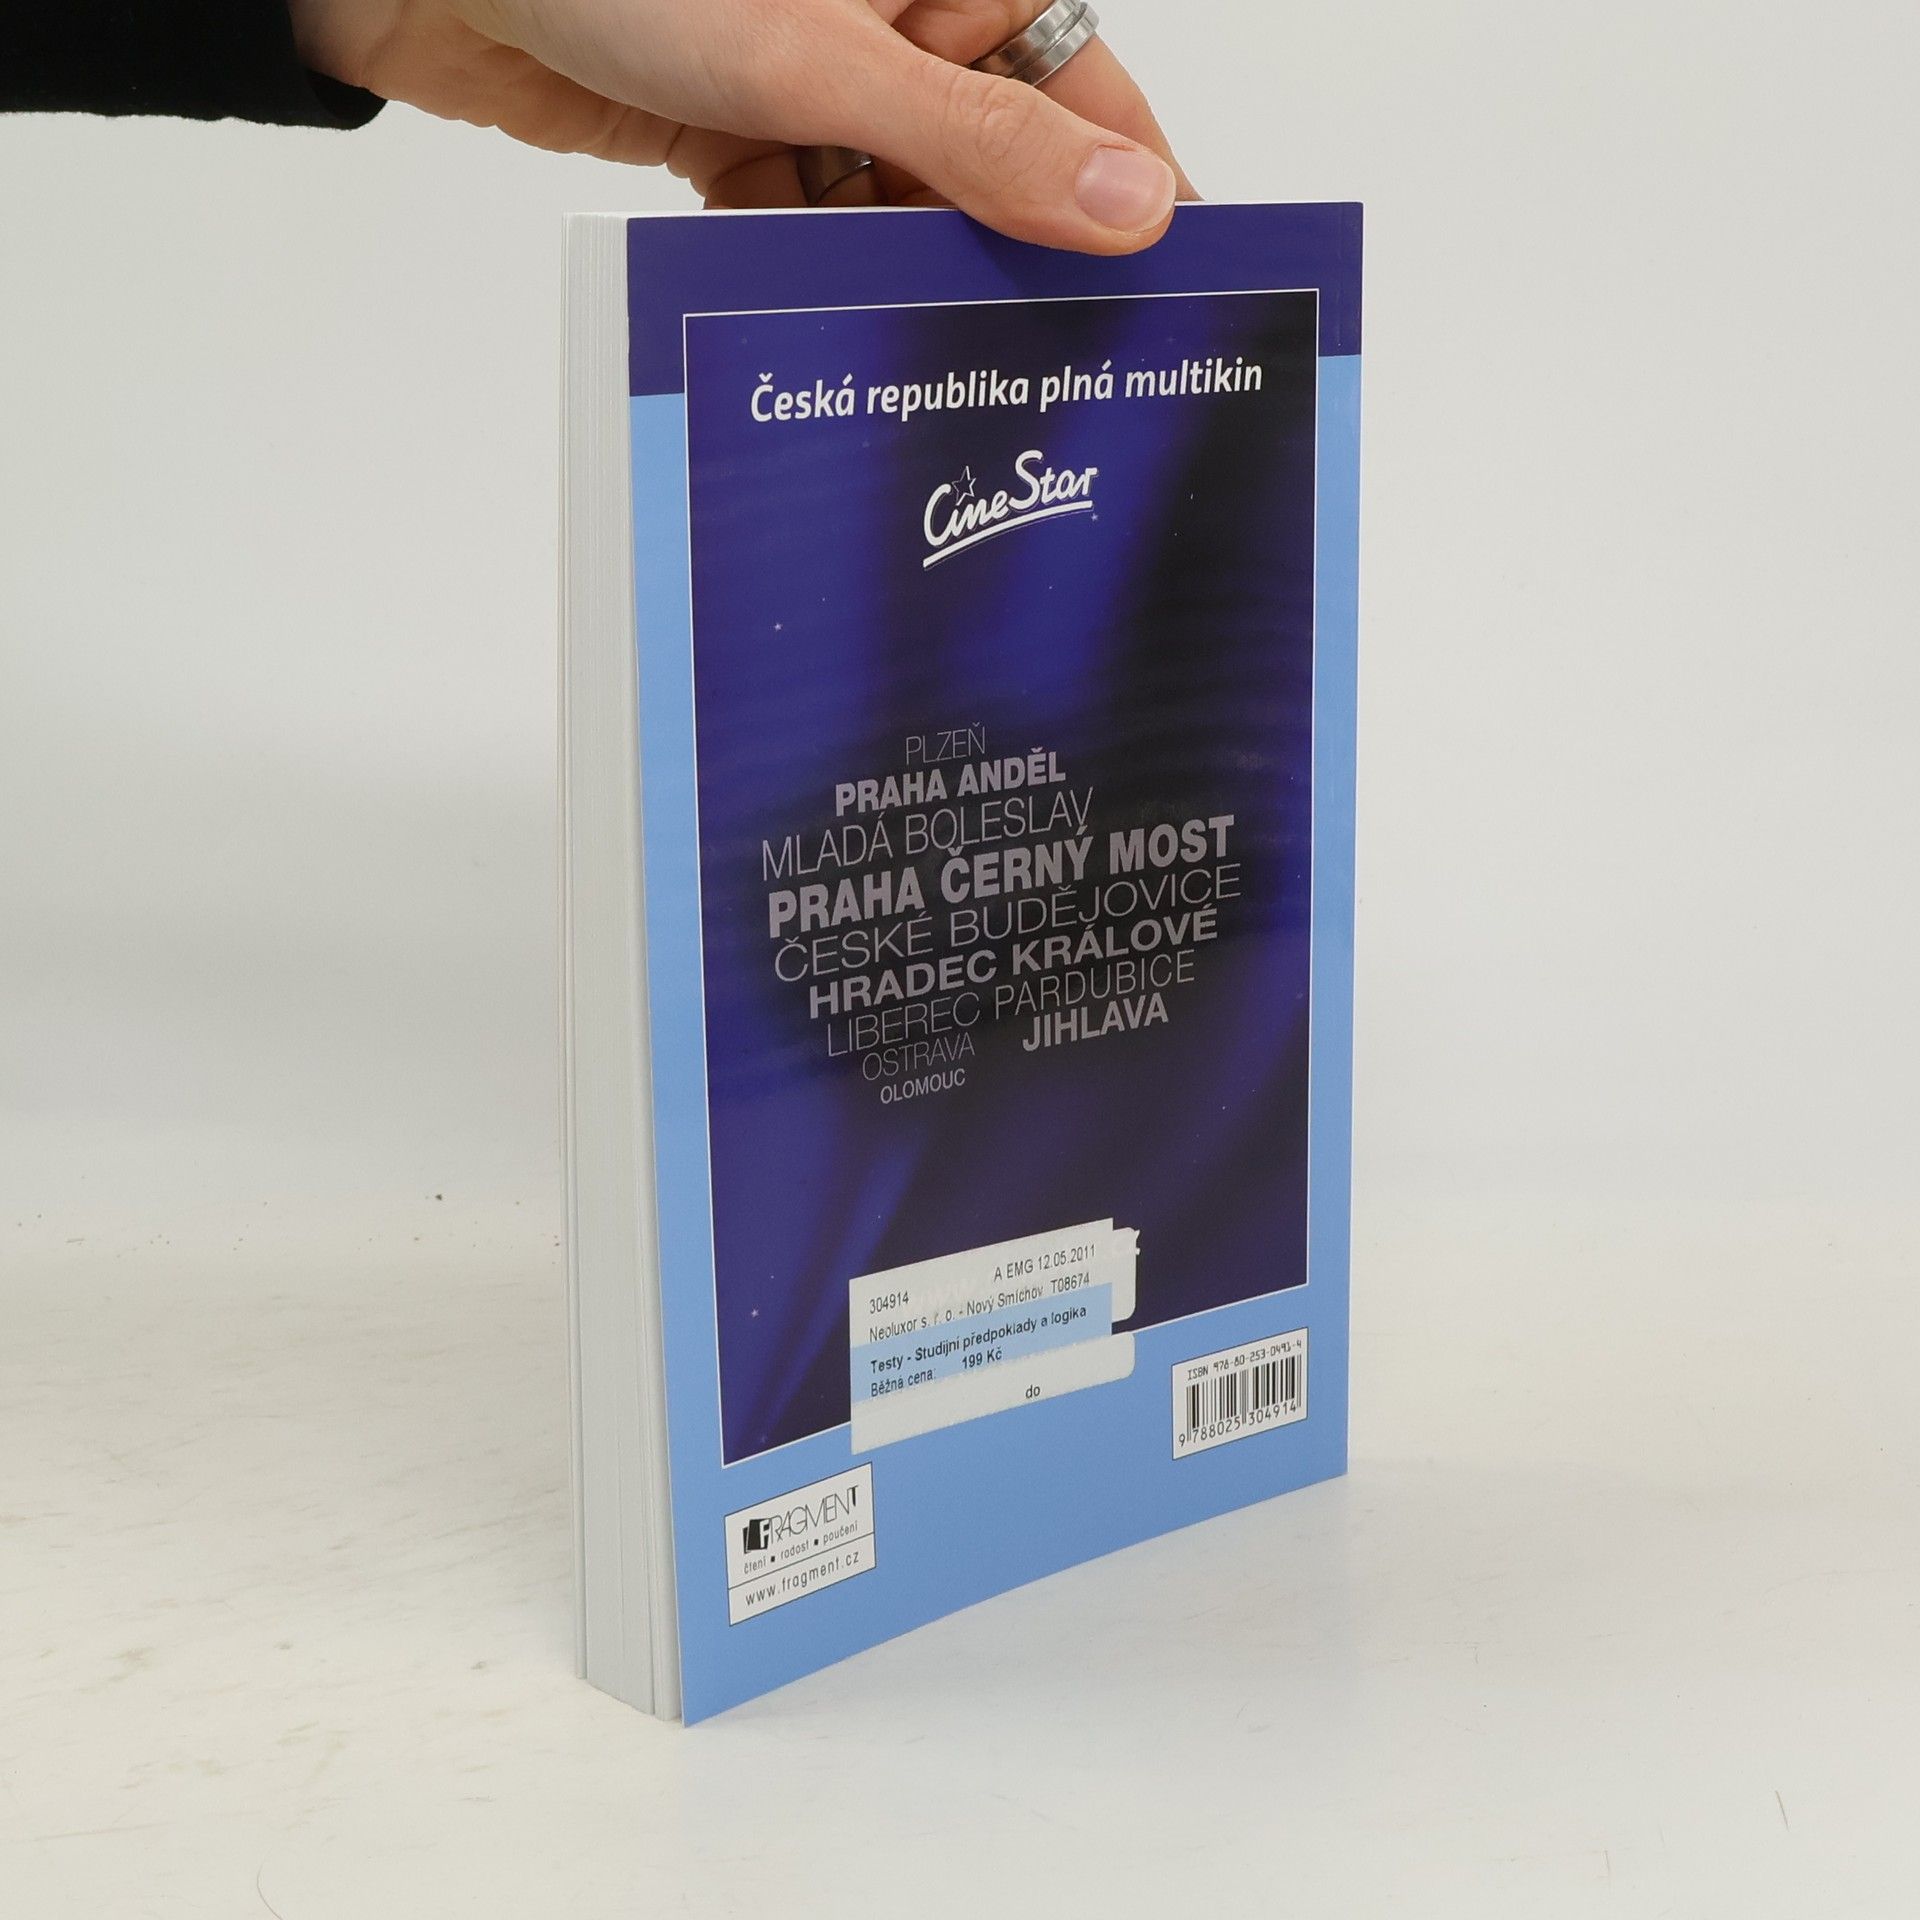 Česká republika plná multikin
CineStar
PLZEŇ
PRAHA ANDĚL
MLADÁ BOLESLAV
PRAHA ČERNÝ MOST
ČESKÉ BUDĚJOVICE
HRADEC KRÁLOVÉ
LIBEREC PARDUBICE
OSTRAVA JIHLAVA
OLOMOUC
A EMG 12.05.2011
304914
Neoluxor s. r. o. - Nový Smíchov T08674
Testy - Studijní předpoklady a logika
Běžná cena: 199 Kč
do
ISBN 978-80-253-0491-4
9 788025 304914
FRAGMENT
čtení ▪ radost ▪ poučení
www.fragment.cz